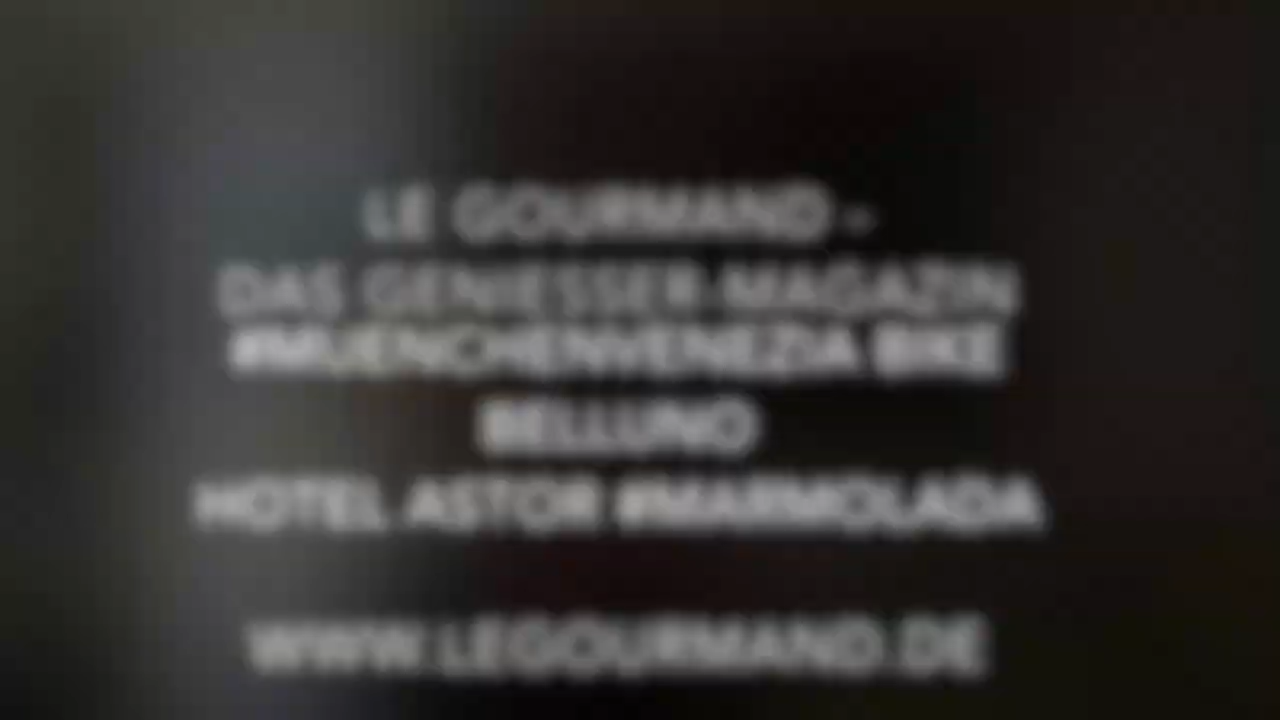 LE GOURMAND -
DAS GENIESSER-MAGAZIN
#MUENCHENVENEZIA BIKE
BELLUNO
HOTEL ASTOR #MARMOLADA
WWW.LEGOURMAND.DE